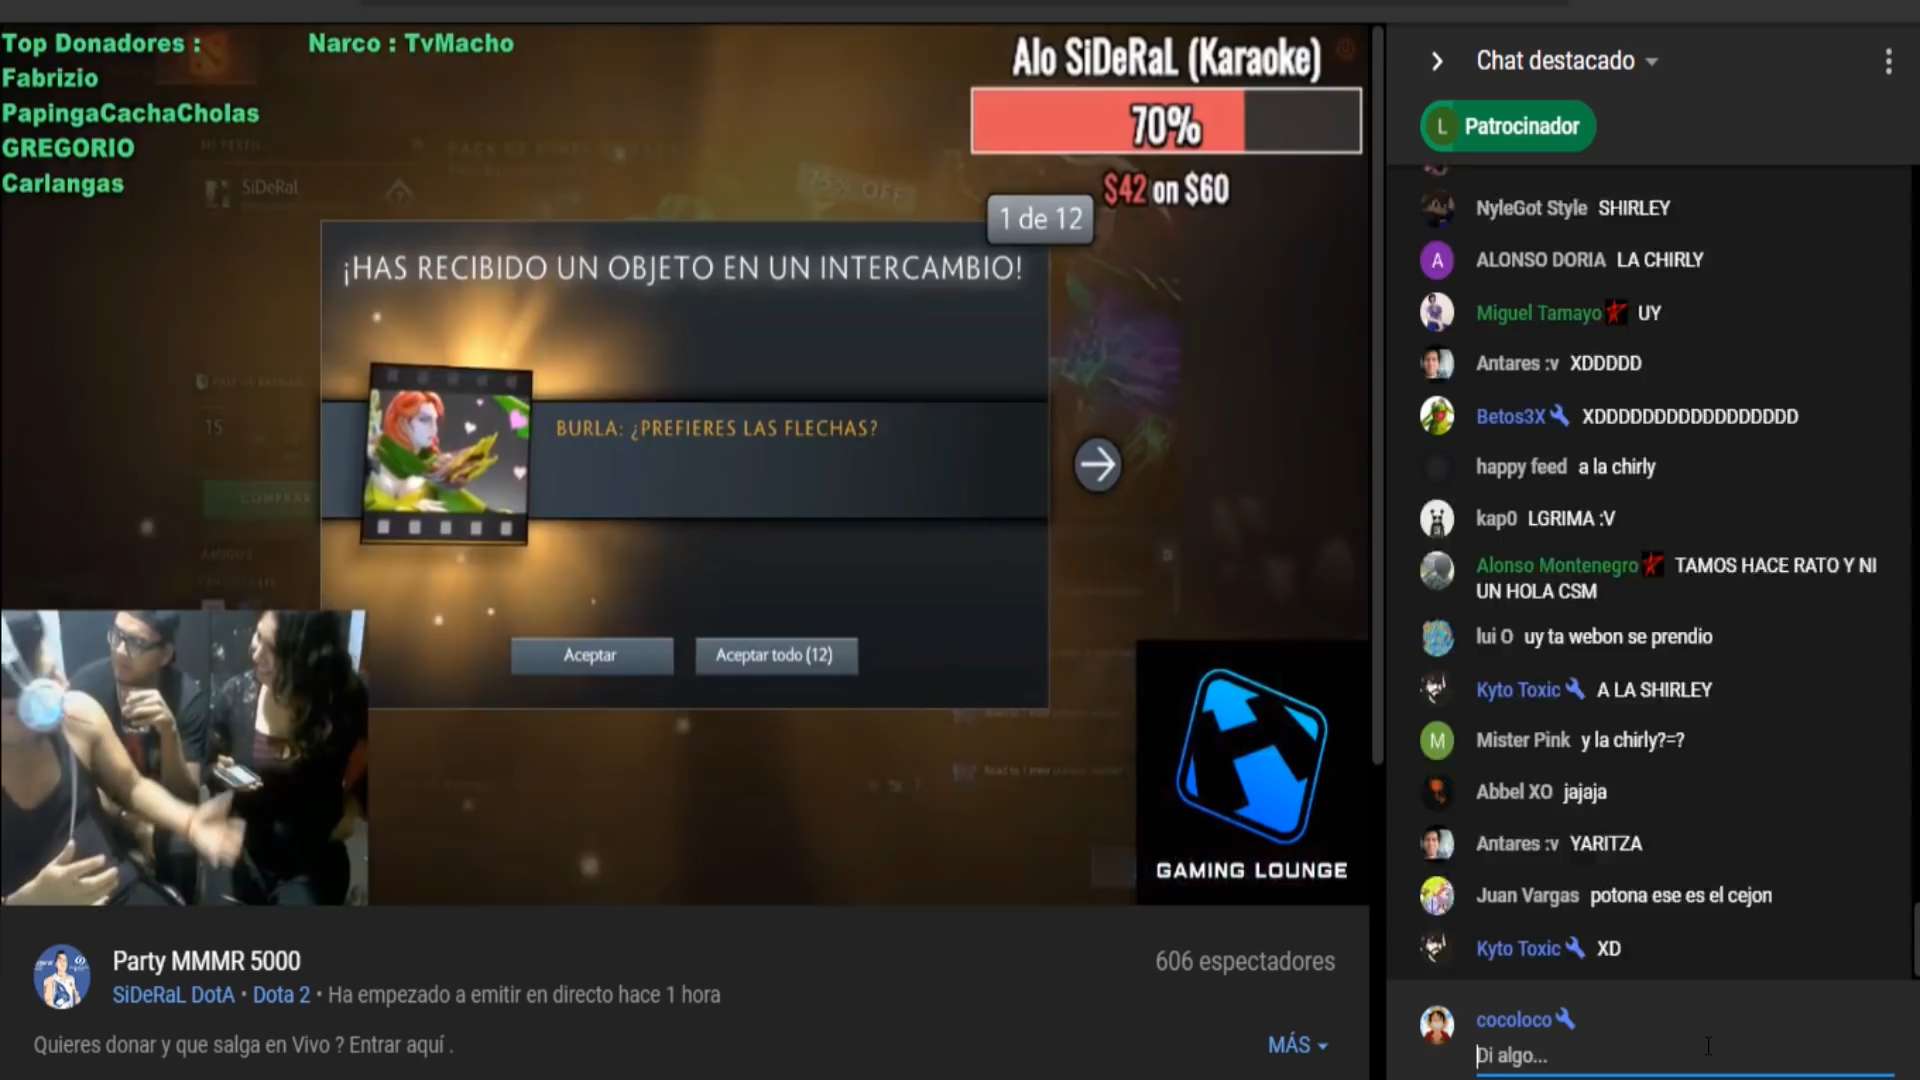 Top Donadores :
Narco : TvMacho
Fabrizio
PapingaCachaCholas
GREGORIO
Carlangas
SiDeRaL
75% OFF
15
COMPRAR
Alo SiDeRaL (Karaoke)
70%
$42 on $60
1 de 12
¡HAS RECIBIDO UN OBJETO EN UN INTERCAMBIO!
BURLA: ¿PREFIERES LAS FLECHAS?
Aceptar
Aceptar todo (12)
GAMING LOUNGE
Party MMMR 5000
606 espectadores
SiDeRaL DotA • Dota 2 • Ha empezado a emitir en directo hace 1 hora
Quieres donar y que salga en Vivo ? Entrar aquí .
MÁS
Chat destacado
L Patrocinador
NyleGot Style SHIRLEY
A ALONSO DORIA LA CHIRLY
Miguel Tamayo UY
Antares :v XDDDDD
Betos3X XDDDDDDDDDDDDDDDDD
happy feed a la chirly
kap0 LGRIMA :V
Alonso Montenegro TAMOS HACE RATO Y NI
UN HOLA CSM
lui O uy ta webon se prendio
Kyto Toxic A LA SHIRLEY
M Mister Pink y la chirly?=?
Abbel XO jajaja
Antares :v YARITZA
Juan Vargas potona ese es el cejon
Kyto Toxic XD
cocoloco
Di algo...